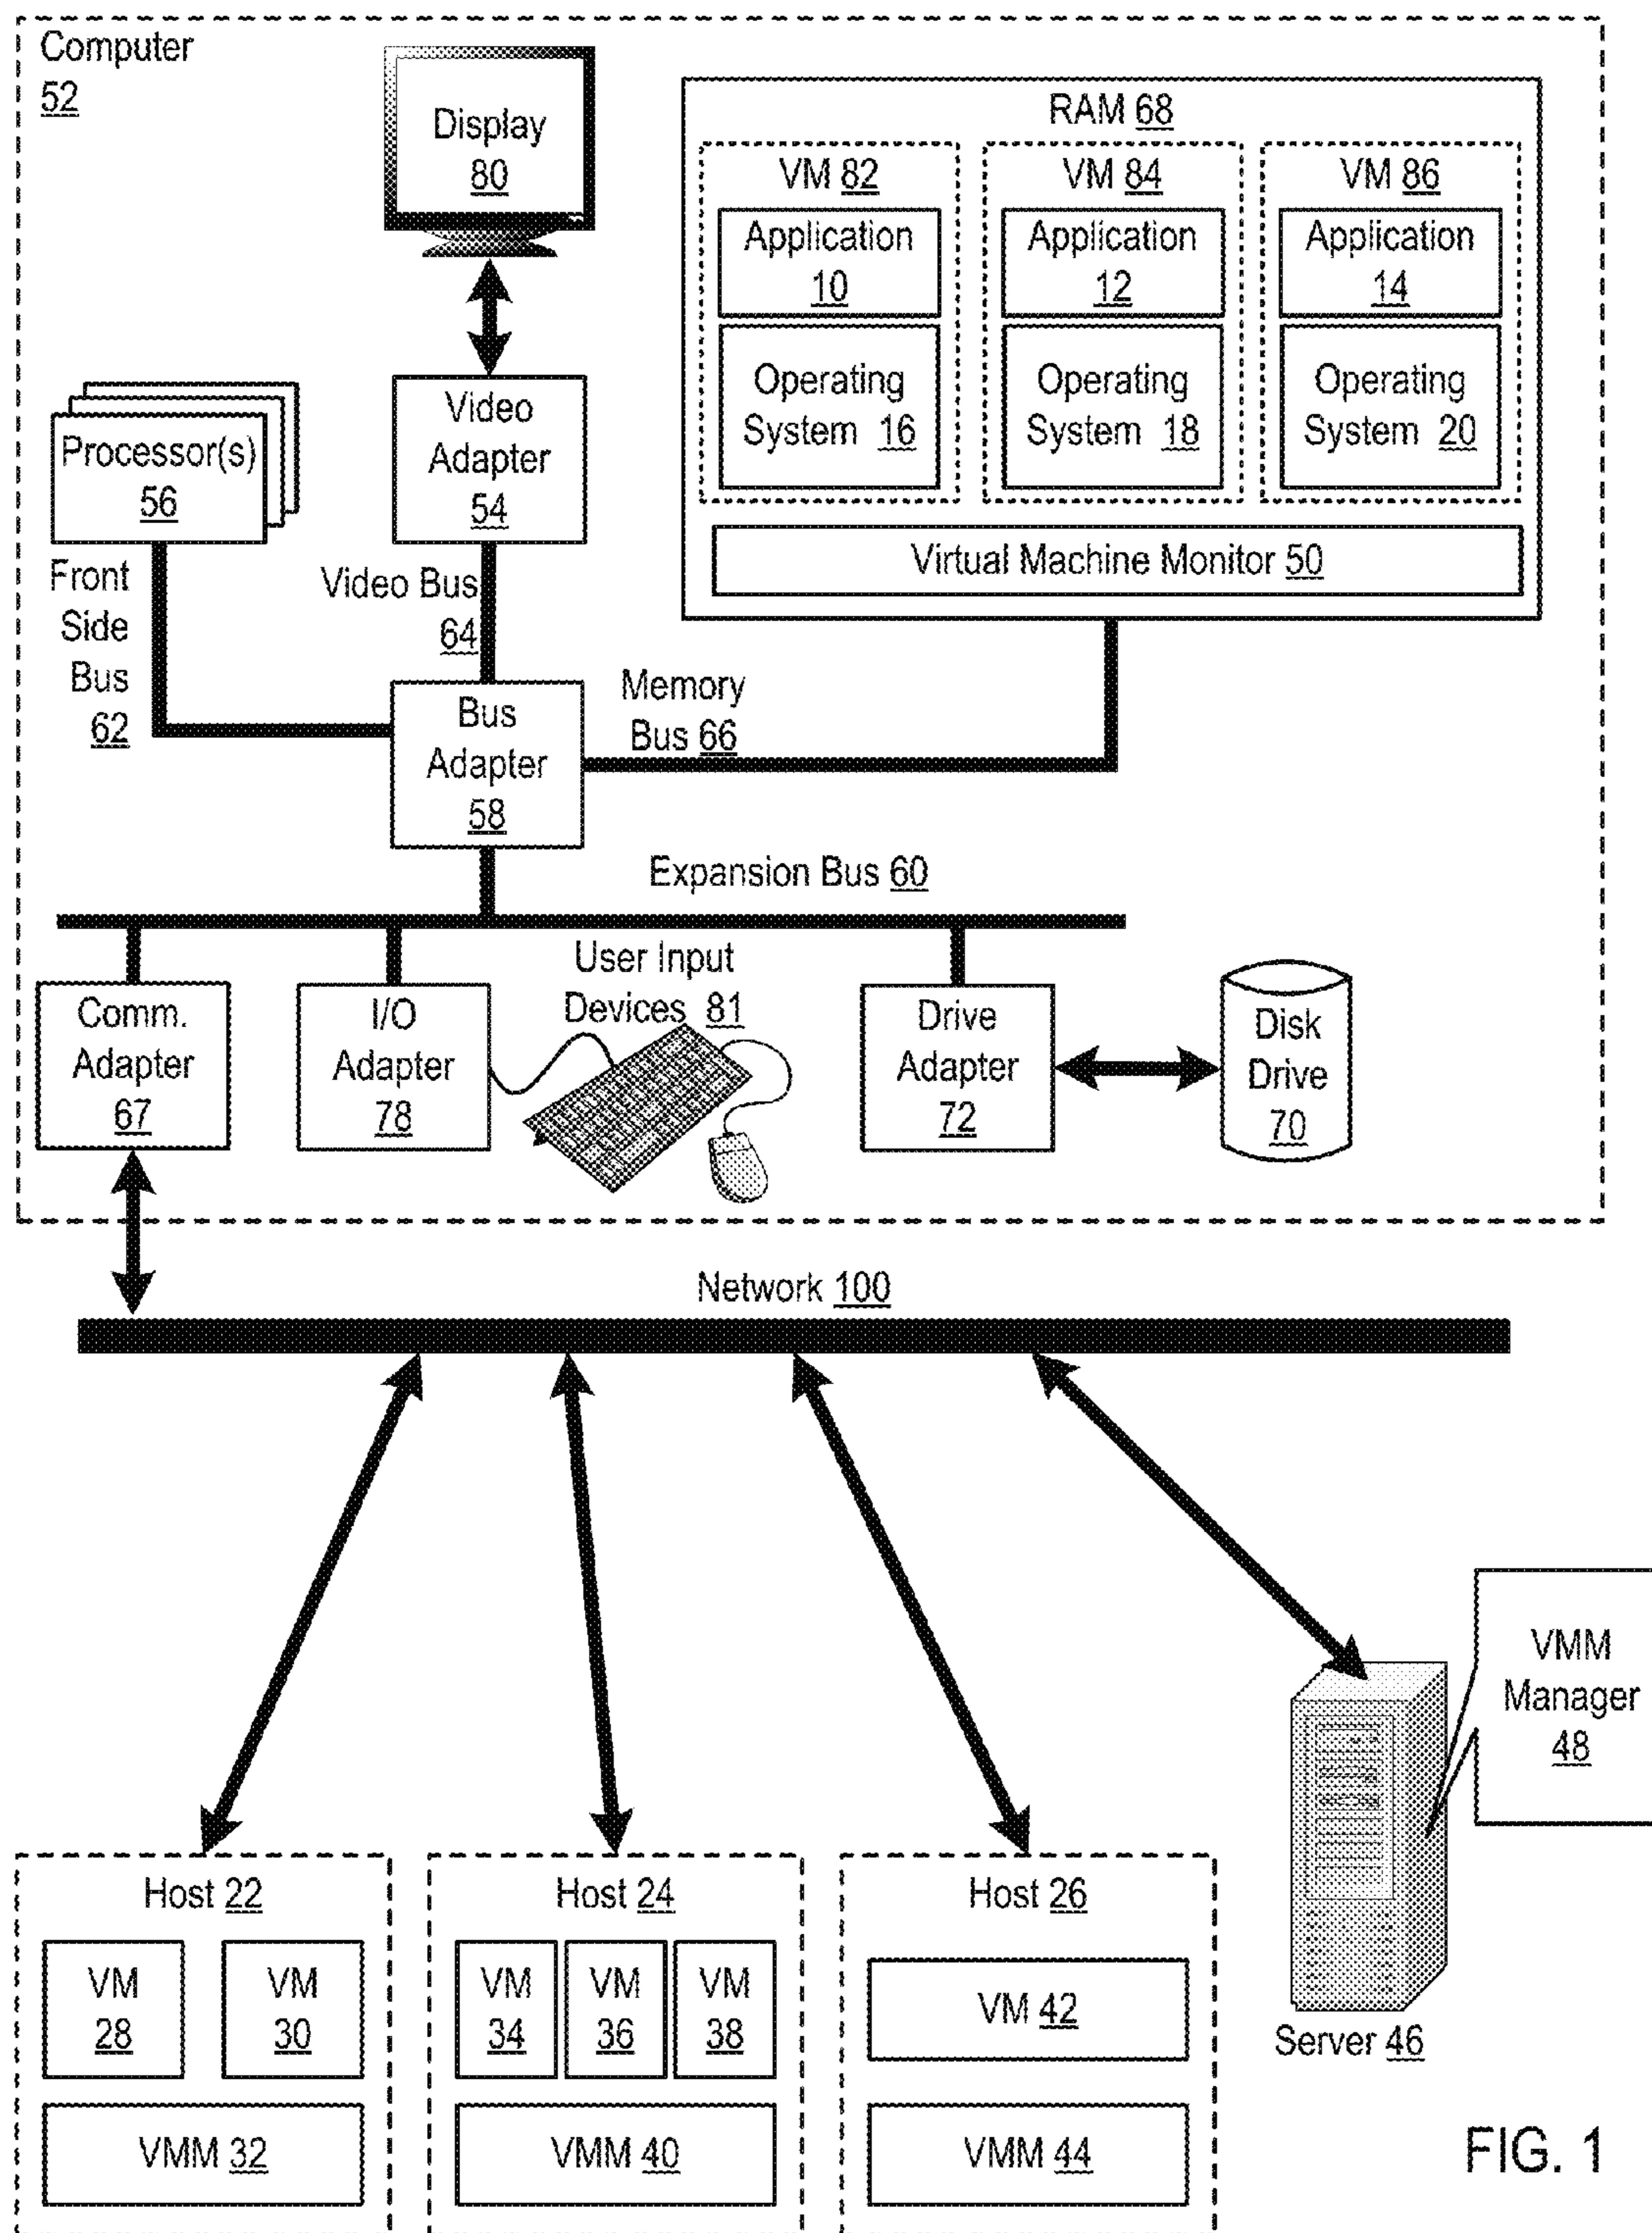 Computer
52
Display
80
RAM 68
VM 82
Application
10
Operating
System 16
VM 84
Application
12
Operating
System 18
VM 86
Application
14
Operating
System 20
Virtual Machine Monitor 50
Processor(s)
56
Video
Adapter
54
Front
Side
Bus
62
Video Bus
64
Bus
Adapter
58
Memory
Bus 66
Expansion Bus 60
Comm.
Adapter
67
I/O
Adapter
78
User Input
Devices 81
Drive
Adapter
72
Disk
Drive
70
Network 100
VMM
Manager
48
Server 46
Host 22
VM
28
VM
30
VMM 32
Host 24
VM
34
VM
36
VM
38
VMM 40
Host 26
VM 42
VMM 44
FIG. 1